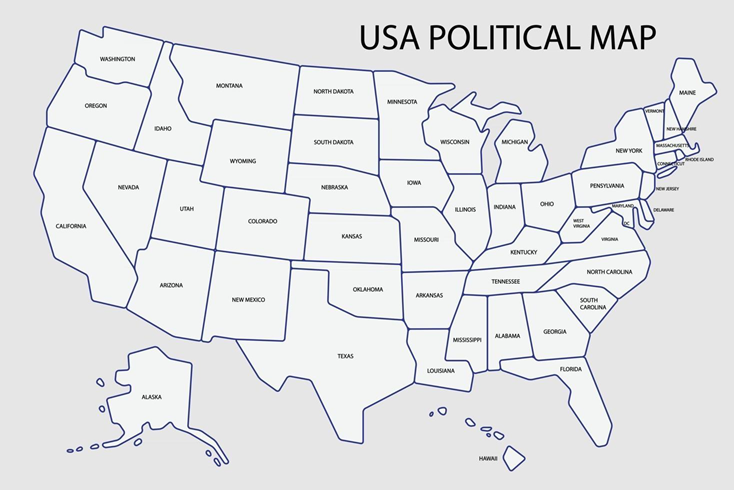 USA POLITICAL MAP
WASHINGTON
MONTANA
NORTH DAKOTA
MINNESOTA
MAINE
OREGON
IDAHO
SOUTH DAKOTA
WISCONSIN
MICHIGAN
VERMONT
NEW HAMPSHIRE
NEW YORK
MASSACHUSETTS
CONNECTICUT
RHODE ISLAND
WYOMING
NEVADA
NEBRASKA
IOWA
PENNSYLVANIA
NEW JERSEY
UTAH
COLORADO
ILLINOIS
INDIANA
OHIO
MARYLAND
DELAWARE
DC
CALIFORNIA
KANSAS
MISSOURI
WEST
VIRGINIA
VIRGINIA
KENTUCKY
ARIZONA
NEW MEXICO
OKLAHOMA
ARKANSAS
TENNESSEE
NORTH CAROLINA
SOUTH
CAROLINA
TEXAS
LOUISIANA
MISSISSIPPI
ALABAMA
GEORGIA
FLORIDA
ALASKA
HAWAII